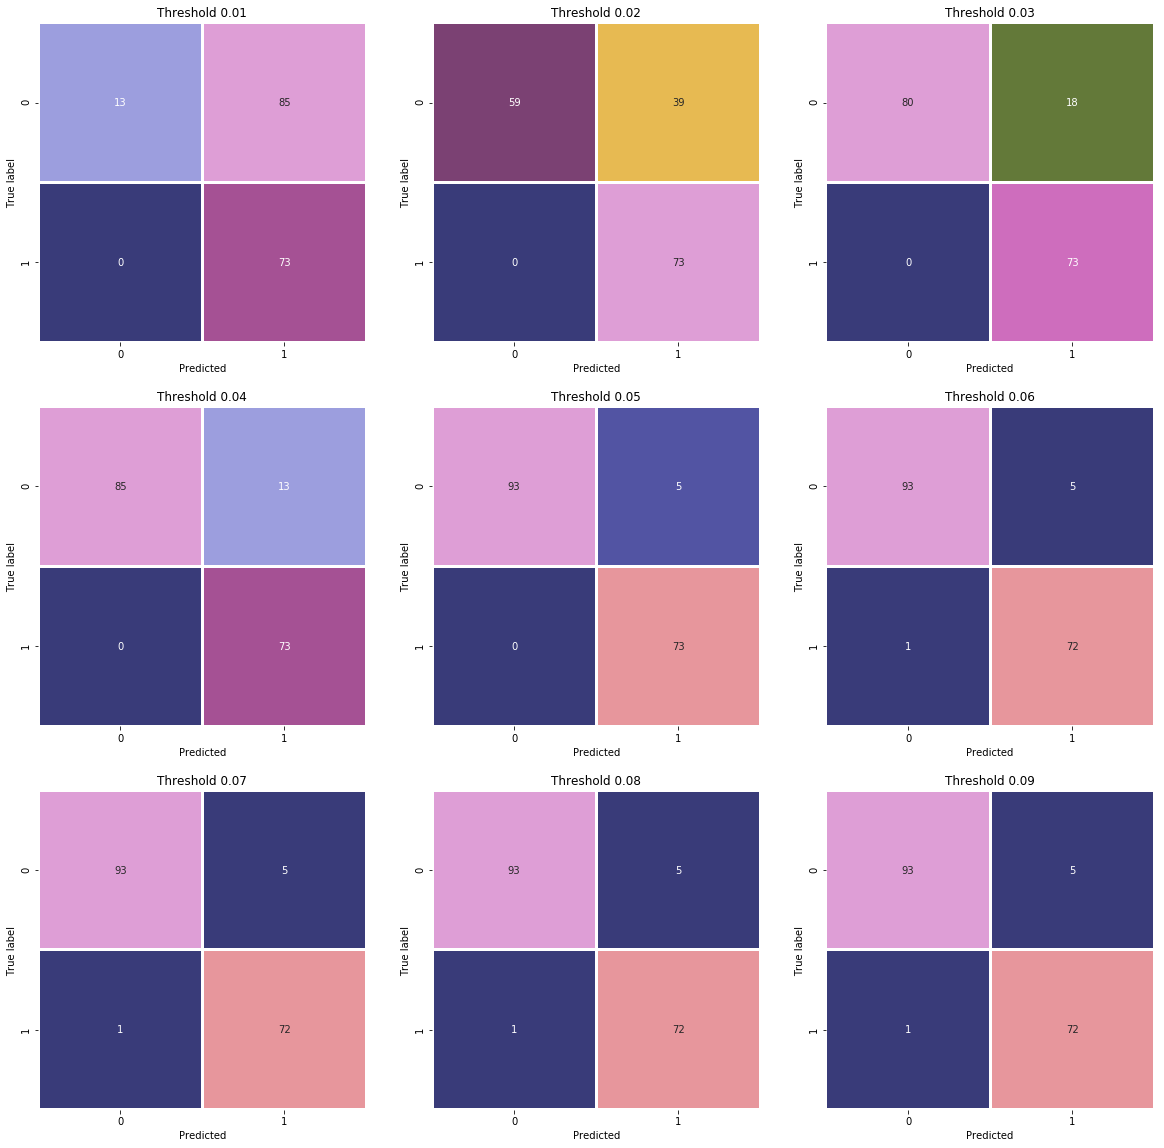 Threshold 0.01
0
13
85
True label
1
0
73
0
1
Predicted
Threshold 0.02
0
59
39
True label
1
0
73
0
1
Predicted
Threshold 0.03
0
80
18
True label
1
0
73
0
1
Predicted
Threshold 0.04
0
85
13
True label
1
0
73
0
1
Predicted
Threshold 0.05
0
93
5
True label
1
0
73
0
1
Predicted
Threshold 0.06
0
93
5
True label
1
1
72
0
1
Predicted
Threshold 0.07
0
93
5
True label
1
1
72
0
1
Predicted
Threshold 0.08
0
93
5
True label
1
1
72
0
1
Predicted
Threshold 0.09
0
93
5
True label
1
1
72
0
1
Predicted